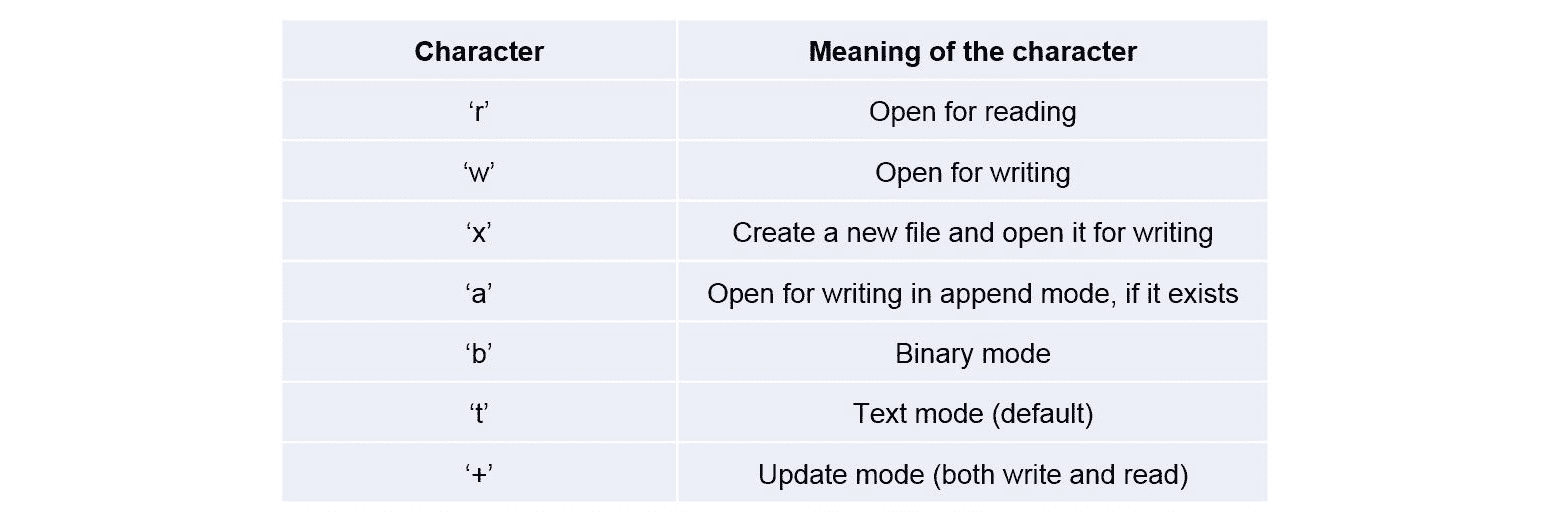 Character Meaning of the character
‘r’ Open for reading
‘w’ Open for writing
‘x’ Create a new file and open it for writing
‘a’ Open for writing in append mode, if it exists
‘b’ Binary mode
‘t’ Text mode (default)
‘+’ Update mode (both write and read)